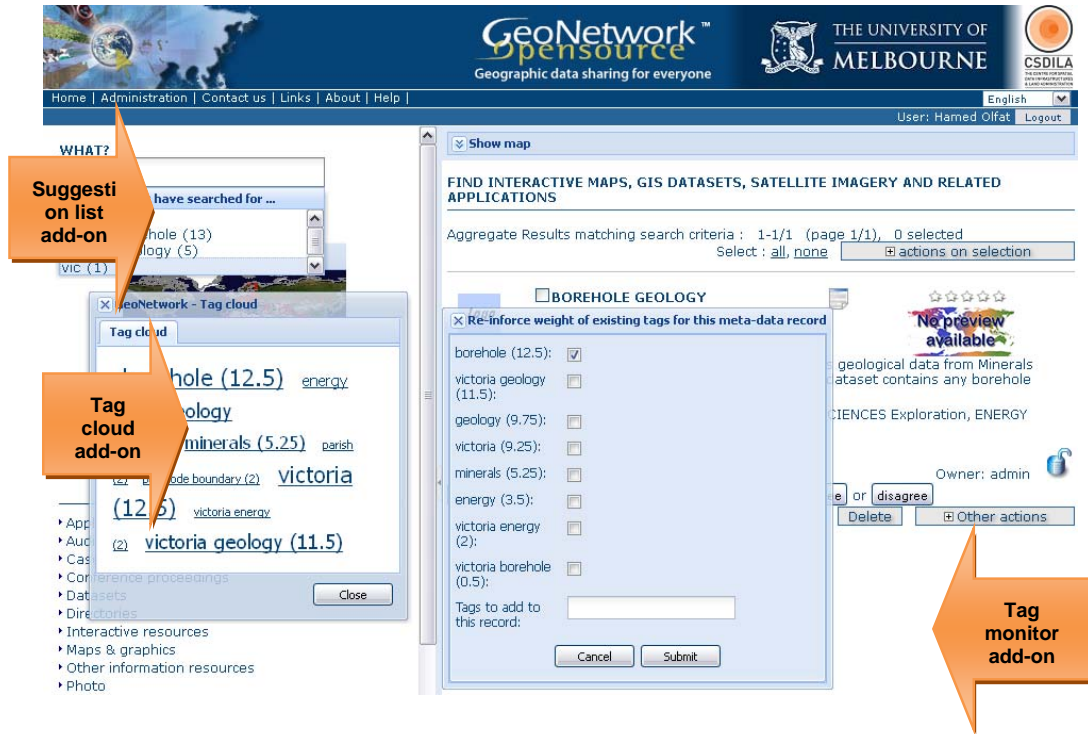 GeoNetwork™
Opensource
Geographic data sharing for everyone
THE UNIVERSITY OF
MELBOURNE
CSDILA
Home | Administration | Contact us | Links | About | Help |
English
User: Hamed Olfat Logout
WHAT?
have searched for ...
hole (13)
logy (5)
vic (1)
Suggesti
on list
add-on
GeoNetwork - Tag cloud
Tag cloud
hole (12.5) energy
eology
minerals (5.25) parish
(2) ode boundary (2) victoria
(12.5) victoria energy
(2) victoria geology (11.5)
Close
Tag
cloud
add-on
App
Aud
Cas
Conference proceedings
Datasets
Directories
Interactive resources
Maps & graphics
Other information resources
Photo
Show map
FIND INTERACTIVE MAPS, GIS DATASETS, SATELLITE IMAGERY AND RELATED
APPLICATIONS
Aggregate Results matching search criteria : 1-1/1 (page 1/1), 0 selected
Select : all, none actions on selection
BOREHOLE GEOLOGY
No preview
available
geological data from Minerals
dataset contains any borehole
CIENCES Exploration, ENERGY
Owner: admin
e or disagree
Delete Other actions
Re-inforce weight of existing tags for this meta-data record
borehole (12.5):
victoria geology
(11.5):
geology (9.75):
victoria (9.25):
minerals (5.25):
energy (3.5):
victoria energy
(2):
victoria borehole
(0.5):
Tags to add to
this record:
Cancel Submit
Tag
monitor
add-on